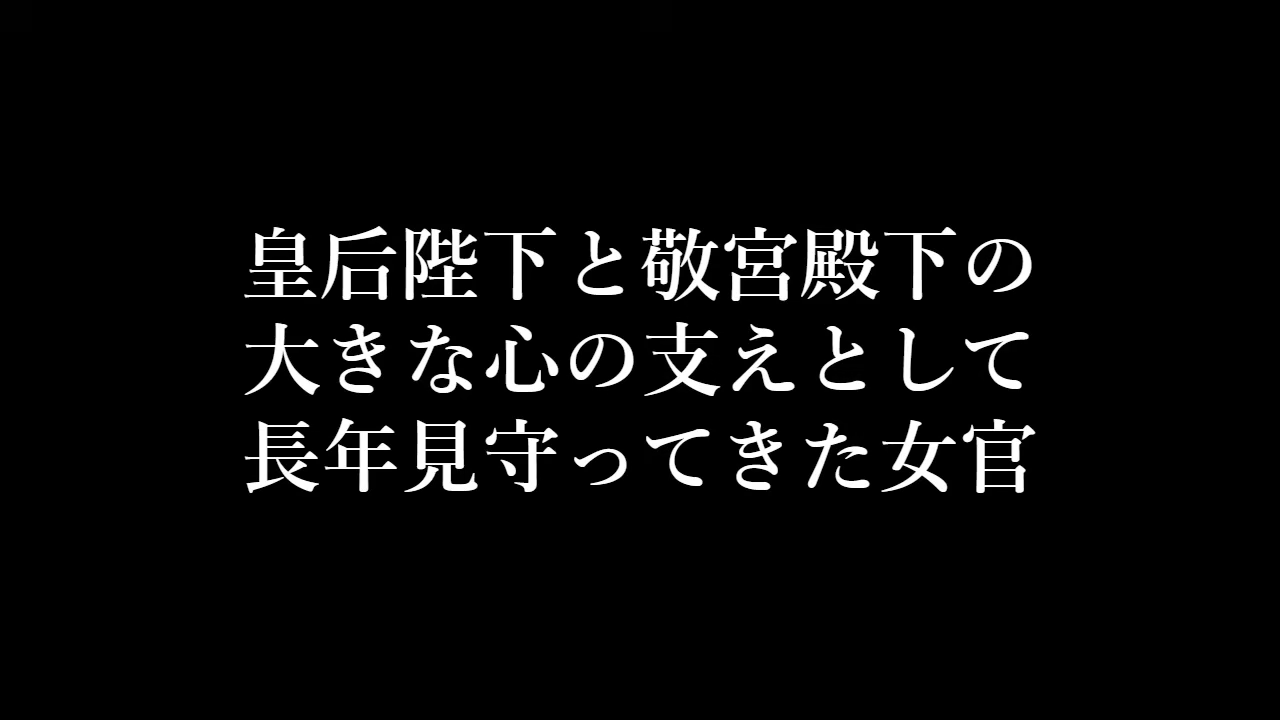 皇后陛下と敬宮殿下の
大きな心の支えとして
長年見守ってきた女官